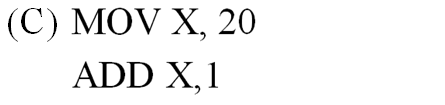 (C) MOV X, 20
ADD X,1